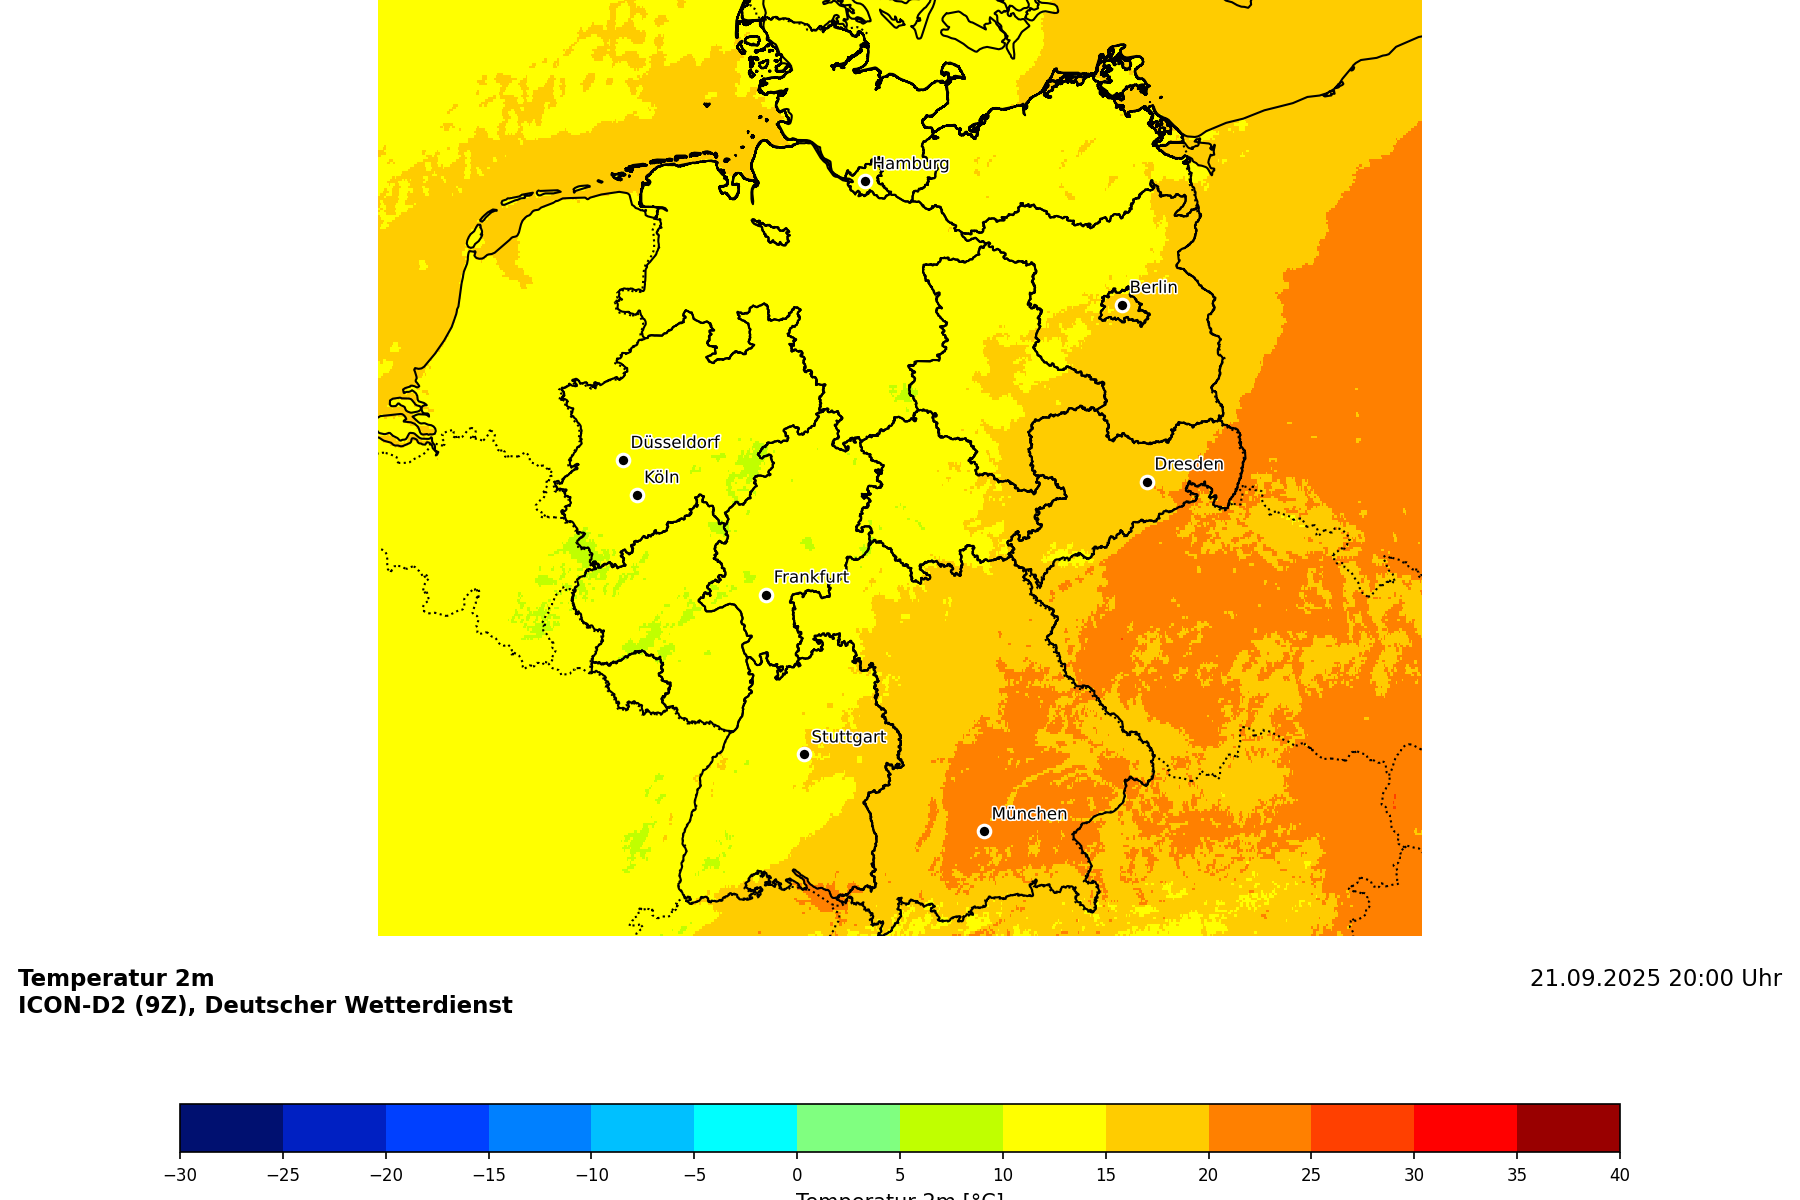 Hamburg
Berlin
Düsseldorf
Köln
Dresden
Frankfurt
Stuttgart
München
Temperatur 2m
ICON-D2 (9Z), Deutscher Wetterdienst
21.09.2025 20:00 Uhr
−30 −25 −20 −15 −10 −5 0 5 10 15 20 25 30 35 40
Temperatur 2m [°C]